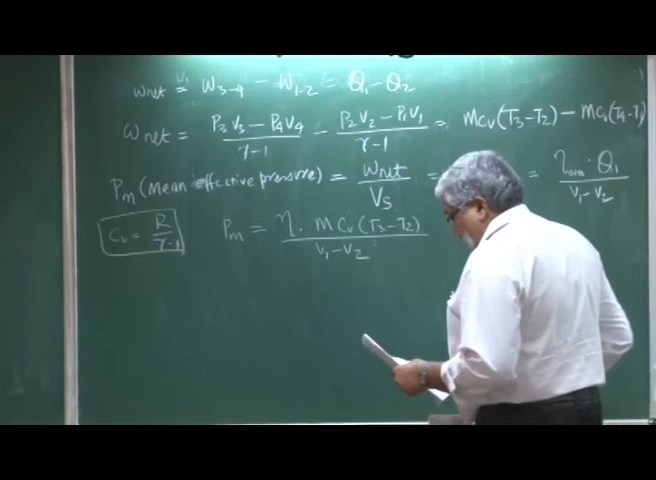 Wnet = W₃₋₄ − W₁₋₂ = Q₁ − Q₂
Wnet = (P₃V₃ − P₄V₄)/(γ−1) − (P₂V₂ − P₁V₁)/(γ−1) = mCv(T₃−T₂) − mCv(T₄−T₁)
Pm (Mean effective pressure) = Wnet/Vs = = η · Q₁/(V₁−V₂)
Cv = R/(γ−1) Pm = η. mCv(T₃−T₂)/(V₁−V₂)